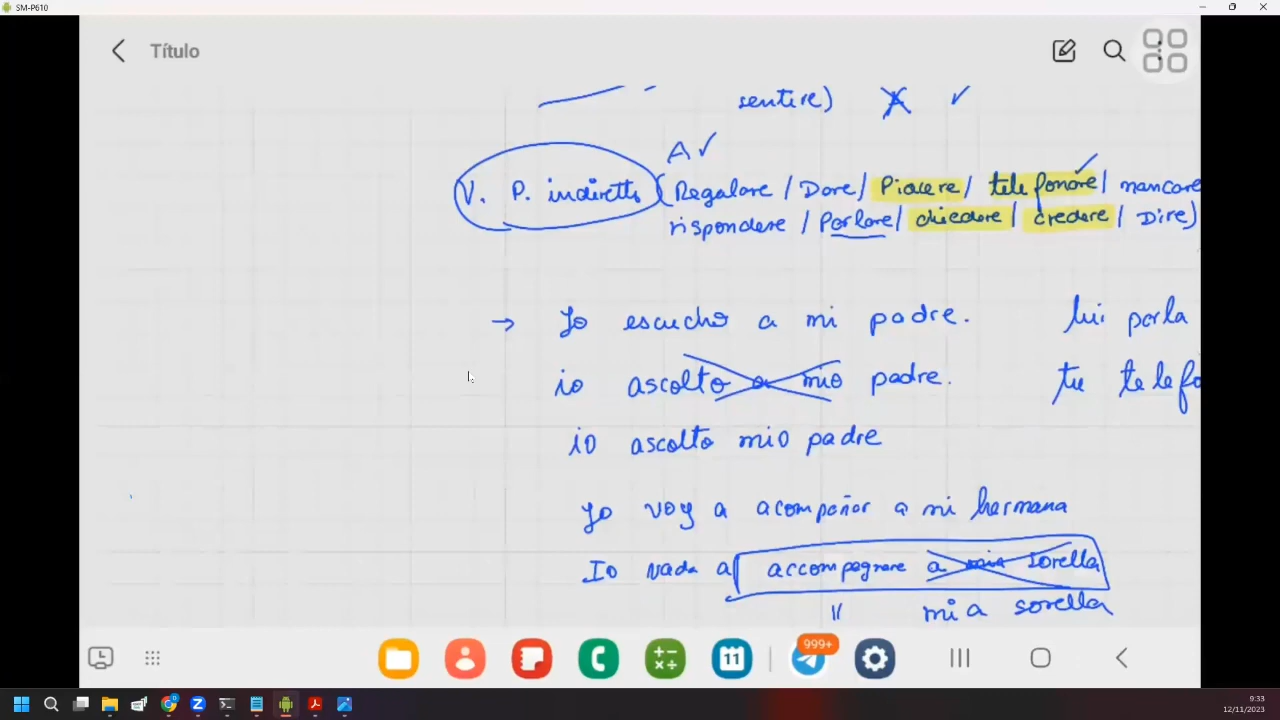 SM-P610
Título
sentire) X ✓
A ✓
V. P. indiretto (Regalare / Dare / Piacere / telefonare / mancare
rispondere / Parlare / chiedere / credere / Dire)
→ Yo escucho a mi padre. lui parla
io ascolto a mio padre. tu telefo
io ascolto mio padre
Yo voy a acompañar a mi hermana
Io vado a accompagnare a mia sorella
" mia sorella
999+
11
9:33
12/11/2023